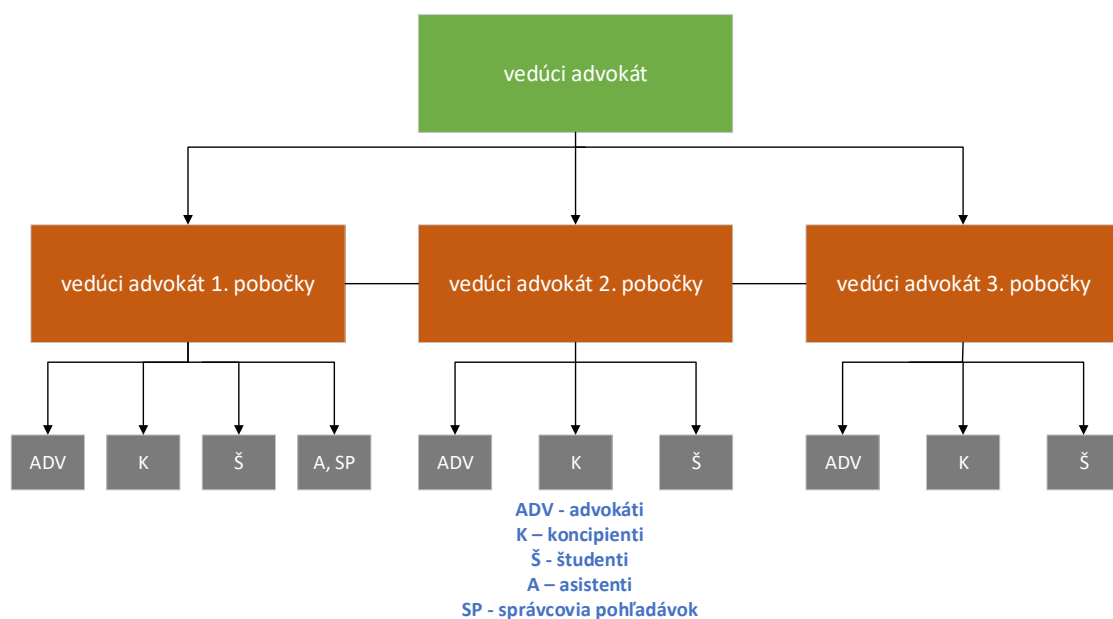 vedúci advokát
vedúci advokát 1. pobočky
vedúci advokát 2. pobočky
vedúci advokát 3. pobočky
ADV
K
Š
A, SP
ADV
K
Š
ADV
K
Š
ADV - advokáti
K – koncipienti
Š - študenti
A – asistenti
SP - správcovia pohľadávok